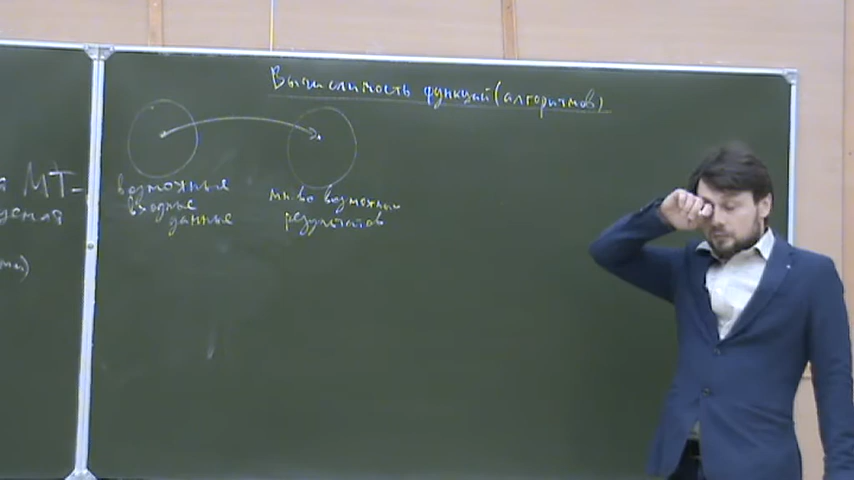 Вычислимость функций (алгоритмов)
МТ-
возможные
входные
данные
мн-во возможных
результатов